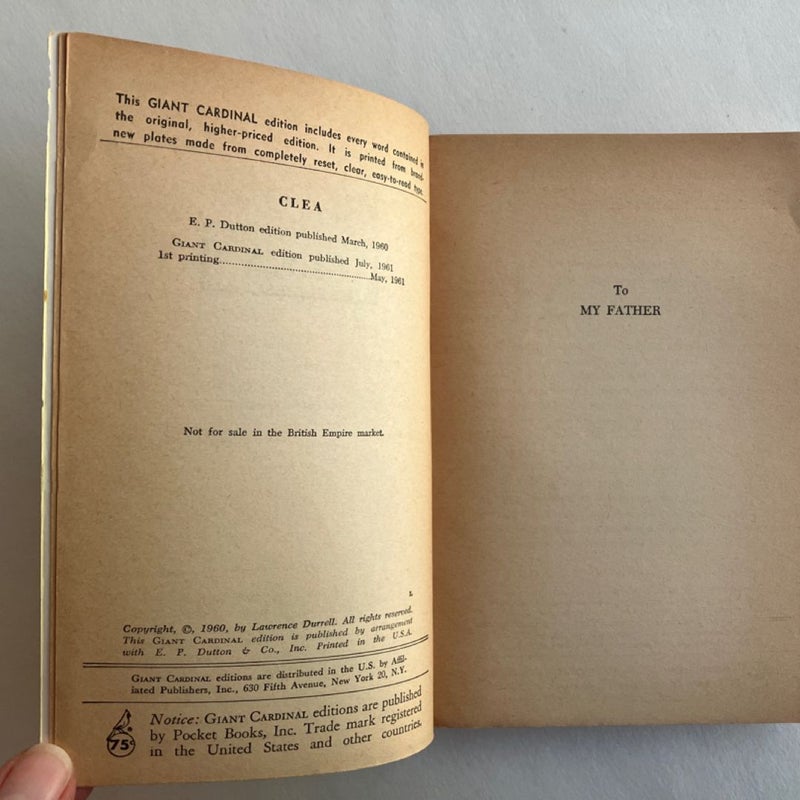 This GIANT CARDINAL edition includes every word contained in
the original, higher-priced edition. It is printed from brand-
new plates made from completely reset, clear, easy-to-read type.
CLEA
E. P. Dutton edition published March, 1960
GIANT CARDINAL edition published July, 1961
1st printing..........................................May, 1961
Not for sale in the British Empire market.
L
Copyright, ©, 1960, by Lawrence Durrell. All rights reserved.
This GIANT CARDINAL edition is published by arrangement
with E. P. Dutton & Co., Inc. Printed in the U.S.A.
GIANT CARDINAL editions are distributed in the U.S. by Affil-
iated Publishers, Inc., 630 Fifth Avenue, New York 20, N.Y.
Notice: GIANT CARDINAL editions are published
by Pocket Books, Inc. Trade mark registered
in the United States and other countries.
75¢
To
MY FATHER